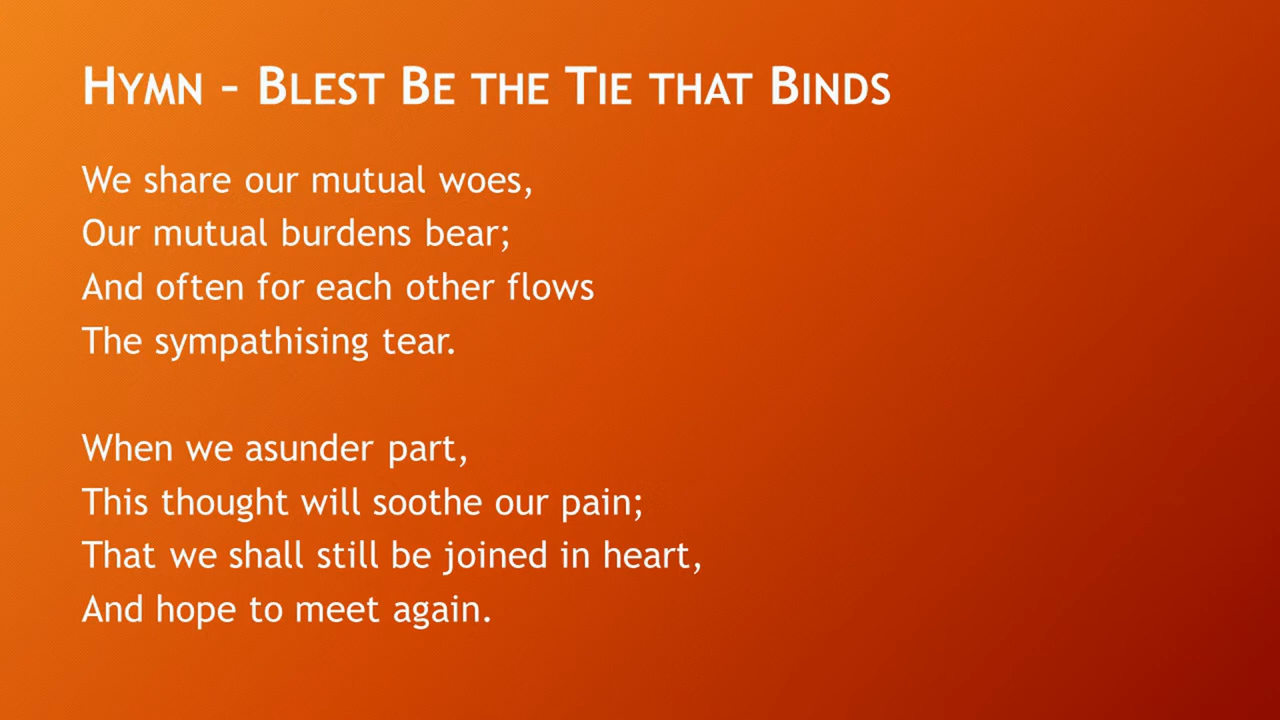 Hymn – Blest Be the Tie that Binds
We share our mutual woes,
Our mutual burdens bear;
And often for each other flows
The sympathising tear.
When we asunder part,
This thought will soothe our pain;
That we shall still be joined in heart,
And hope to meet again.